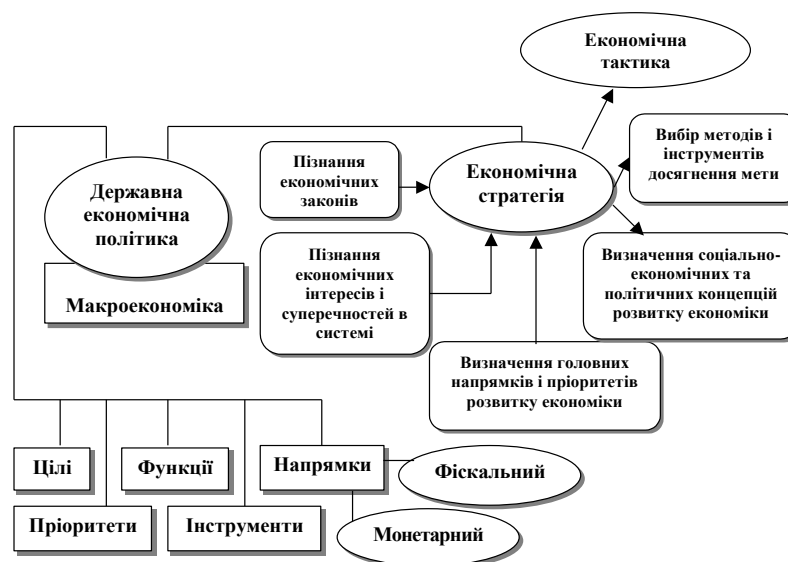 Економічна
тактика
Вибір методів і
інструментів
досягнення мети
Пізнання
економічних
законів
Економічна
стратегія
Державна
економічна
політика
Макроекономіка
Пізнання
економічних
інтересів і
суперечностей в
системі
Визначення соціально-
економічних та
політичних концепцій
розвитку економіки
Визначення головних
напрямків і пріоритетів
розвитку економіки
Цілі
Функції
Напрямки
Фіскальний
Пріоритети
Інструменти
Монетарний